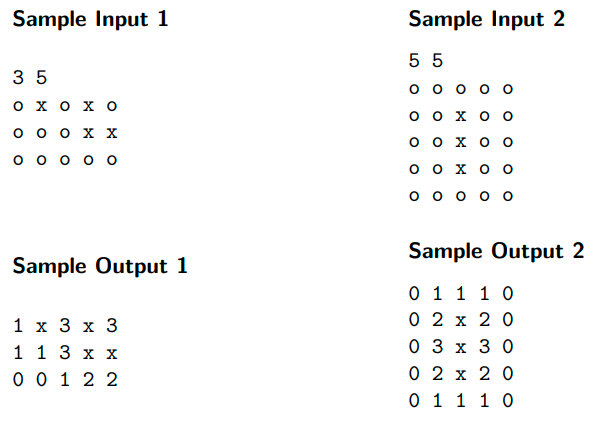 Sample Input 1
3 5
o x o x o
o o o x x
o o o o o
Sample Output 1
1 x 3 x 3
1 1 3 x x
0 0 1 2 2
Sample Input 2
5 5
o o o o o
o o x o o
o o x o o
o o x o o
o o o o o
Sample Output 2
0 1 1 1 0
0 2 x 2 0
0 3 x 3 0
0 2 x 2 0
0 1 1 1 0